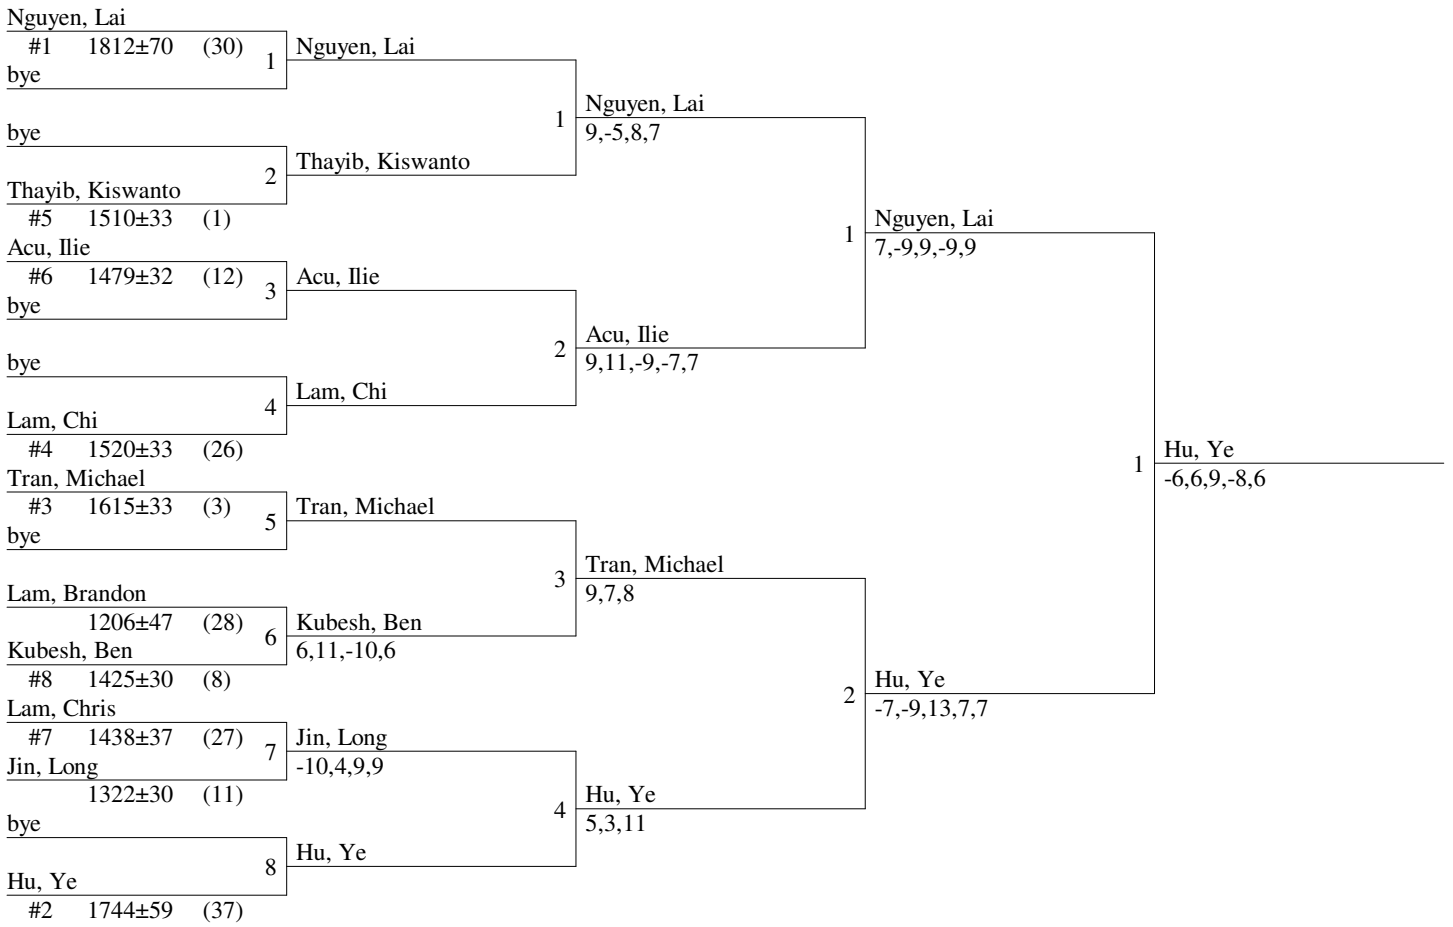 Nguyen, Lai
#1 1812±70 (30)
bye
1
Nguyen, Lai
bye
2
Thayib, Kiswanto
Thayib, Kiswanto
#5 1510±33 (1)
1
Nguyen, Lai
9,-5,8,7
Acu, Ilie
#6 1479±32 (12)
bye
3
Acu, Ilie
bye
4
Lam, Chi
Lam, Chi
#4 1520±33 (26)
2
Acu, Ilie
9,11,-9,-7,7
1
Nguyen, Lai
7,-9,9,-9,9
Tran, Michael
#3 1615±33 (3)
bye
5
Tran, Michael
Lam, Brandon
1206±47 (28)
6
Kubesh, Ben
6,11,-10,6
Kubesh, Ben
#8 1425±30 (8)
3
Tran, Michael
9,7,8
Lam, Chris
#7 1438±37 (27)
7
Jin, Long
-10,4,9,9
Jin, Long
1322±30 (11)
bye
8
Hu, Ye
Hu, Ye
#2 1744±59 (37)
4
Hu, Ye
5,3,11
2
Hu, Ye
-7,-9,13,7,7
1
Hu, Ye
-6,6,9,-8,6